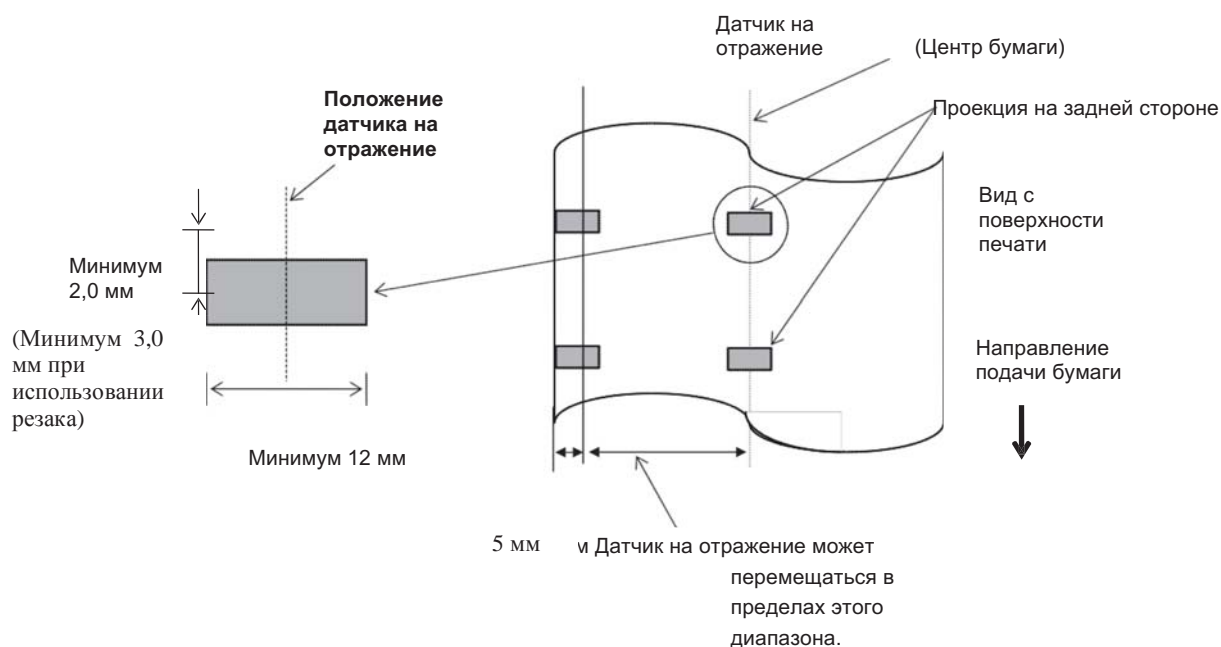 Датчик на
отражение
(Центр бумаги)
Положение
датчика на
отражение
Проекция на задней стороне
Вид с
поверхности
печати
Минимум
2,0 мм
(Минимум 3,0
мм при
использовании
резака)
Направление
подачи бумаги
Минимум 12 мм
5 мм
м Датчик на отражение может
перемещаться в
пределах этого
диапазона.